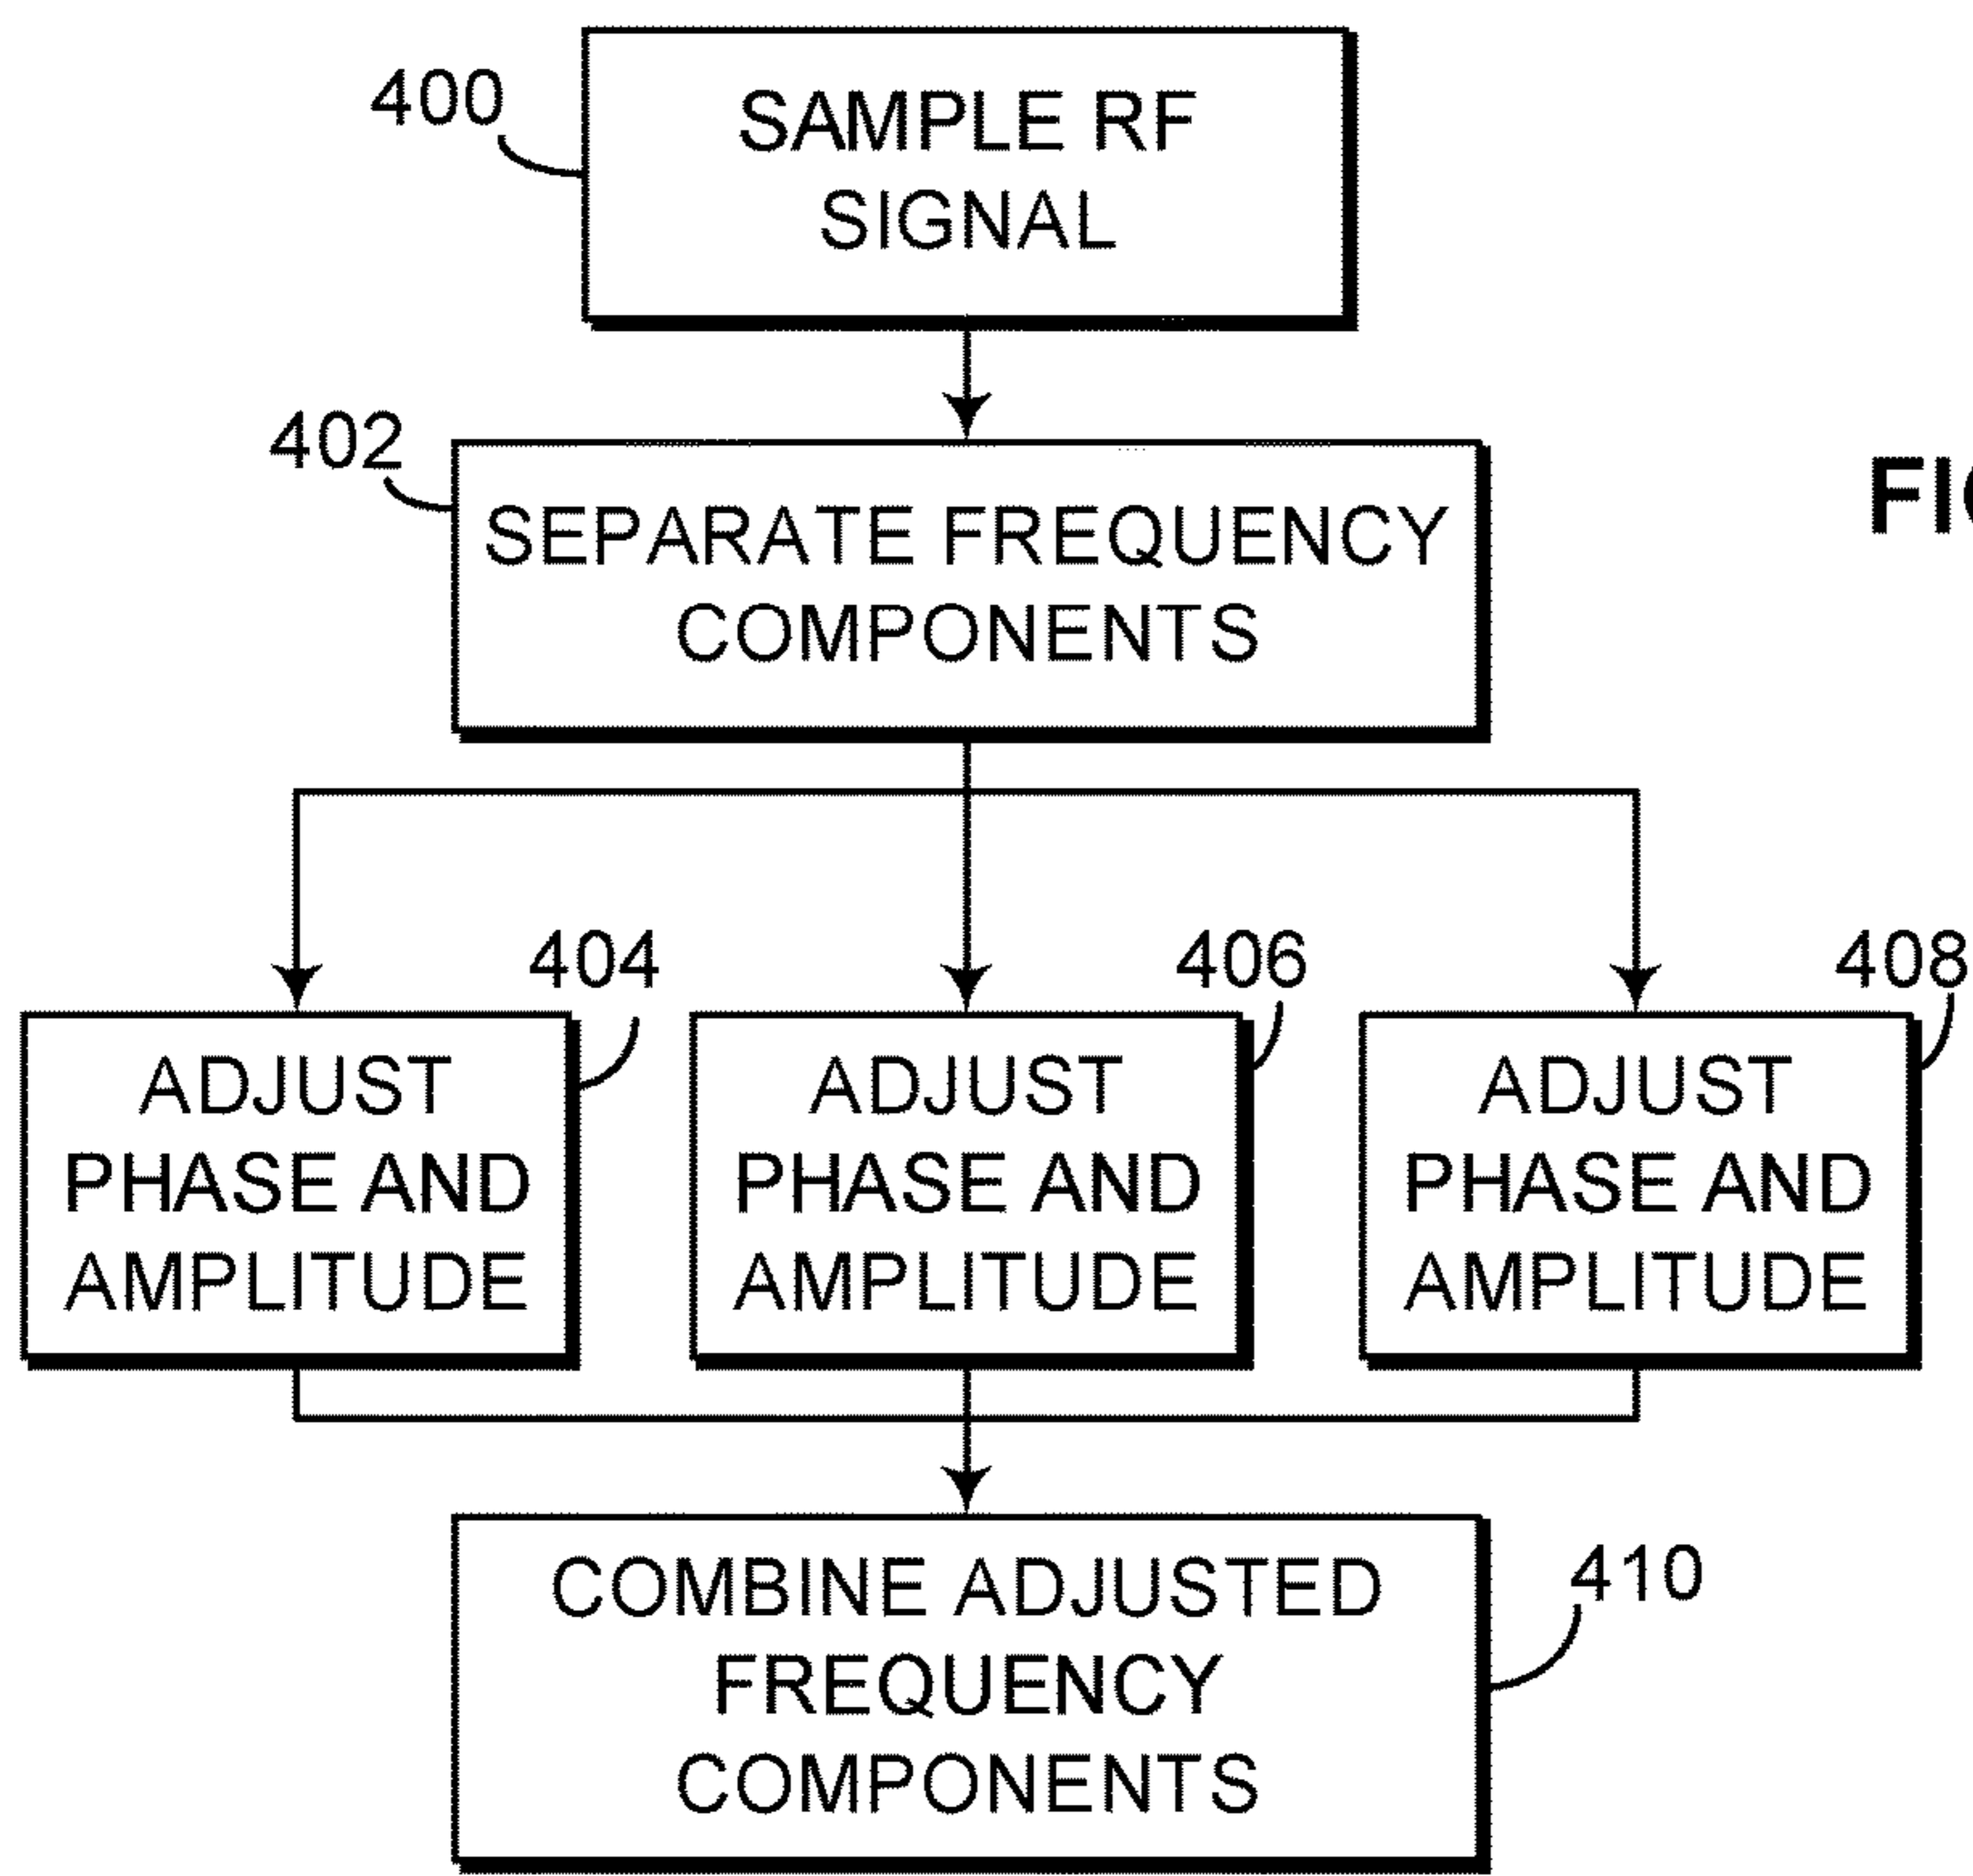 400
SAMPLE RF
SIGNAL
402
SEPARATE FREQUENCY
COMPONENTS
404
406
408
ADJUST
PHASE AND
AMPLITUDE
ADJUST
PHASE AND
AMPLITUDE
ADJUST
PHASE AND
AMPLITUDE
COMBINE ADJUSTED
FREQUENCY
COMPONENTS
410